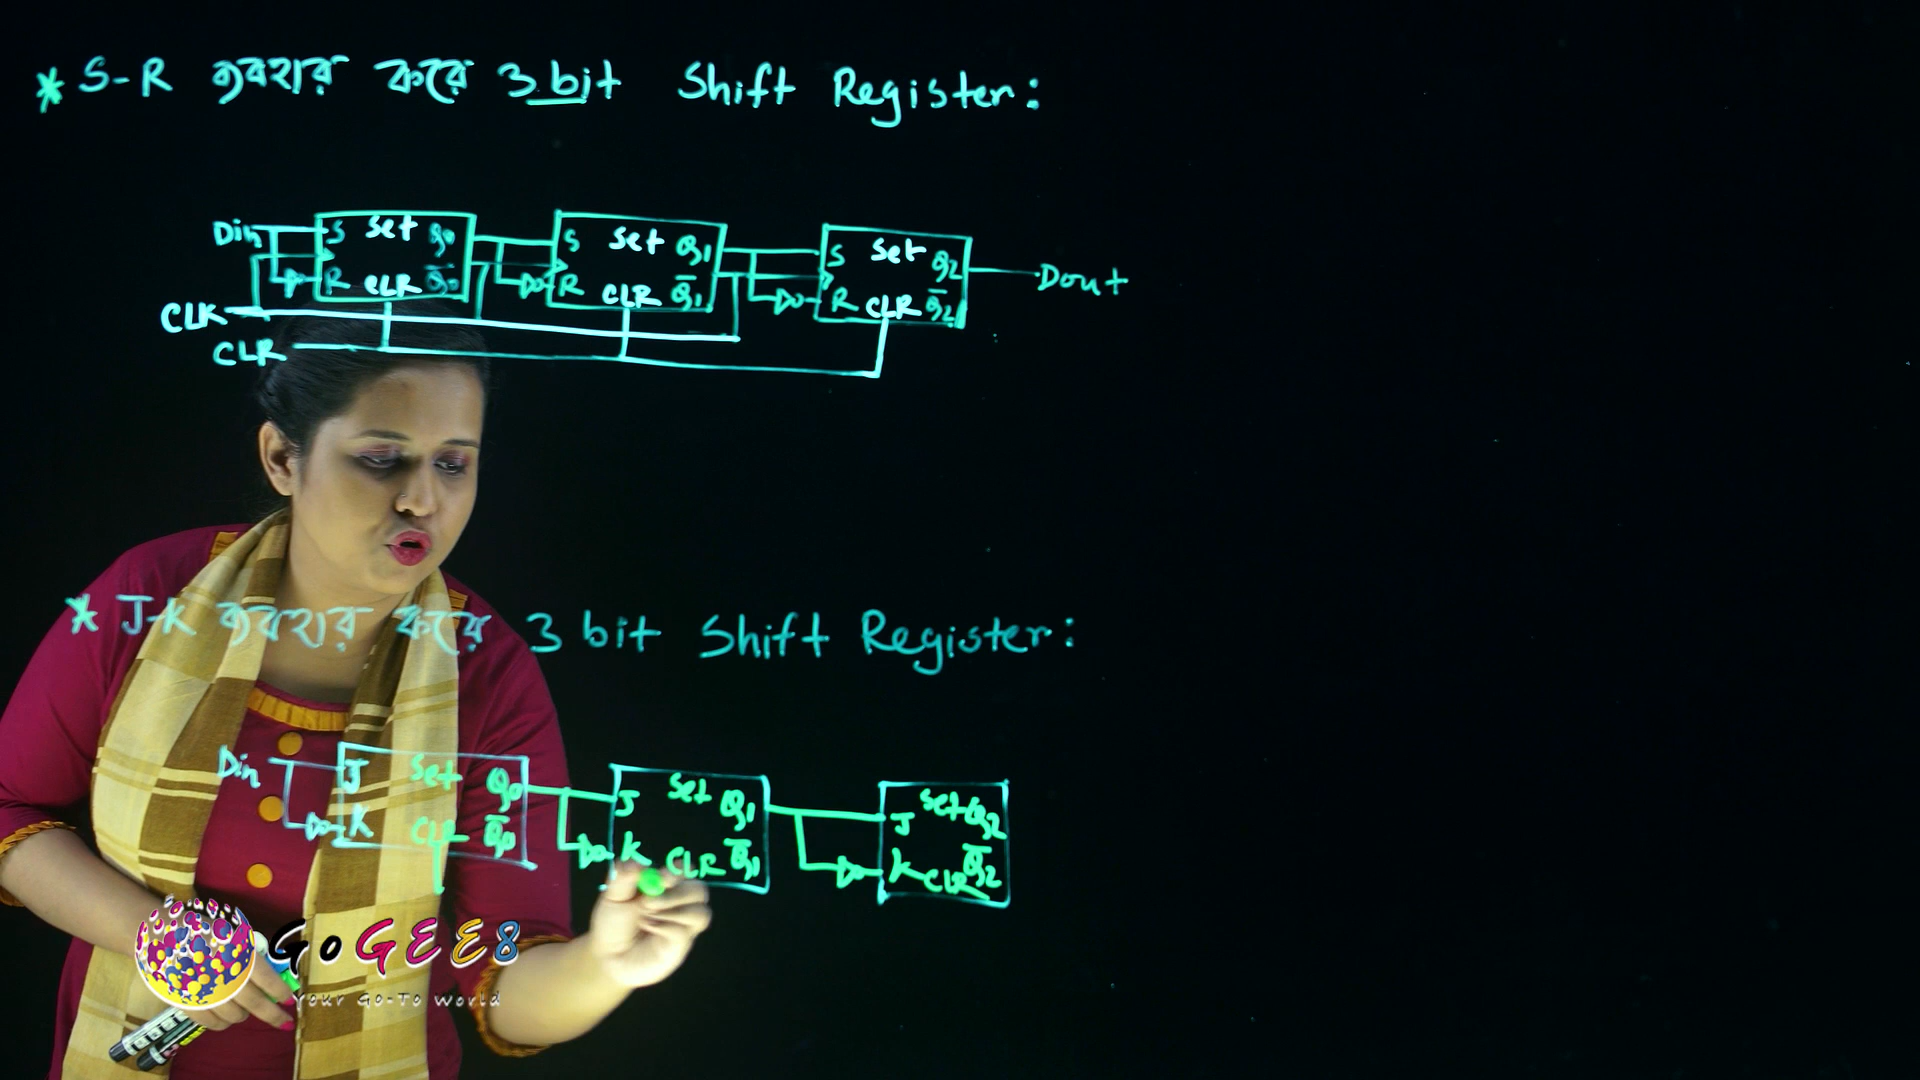 * S-R ব্যবহার করে 3 bit Shift Register:
Din S Set Q0 S Set Q1 S Set Q2 Dout
R CLR Q̅0 R CLR Q̅1 R CLR Q̅2
CLK
CLR
* J-K ব্যবহার করে 3 bit Shift Register:
Din J Set Q0 J Set Q1 J Set Q2
K CLR Q̅0 K CLR Q̅1 K CLR Q̅2
GoGEE8
Your Go-To World